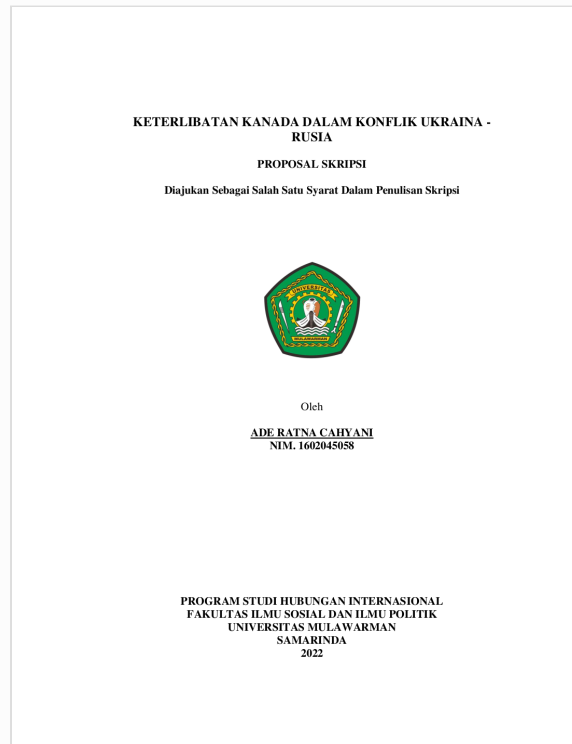 KETERLIBATAN KANADA DALAM KONFLIK UKRAINA -
RUSIA
PROPOSAL SKRIPSI
Diajukan Sebagai Salah Satu Syarat Dalam Penulisan Skripsi
UNIVERSITAS
MULAWARMAN
Oleh
ADE RATNA CAHYANI
NIM. 1602045058
PROGRAM STUDI HUBUNGAN INTERNASIONAL
FAKULTAS ILMU SOSIAL DAN ILMU POLITIK
UNIVERSITAS MULAWARMAN
SAMARINDA
2022